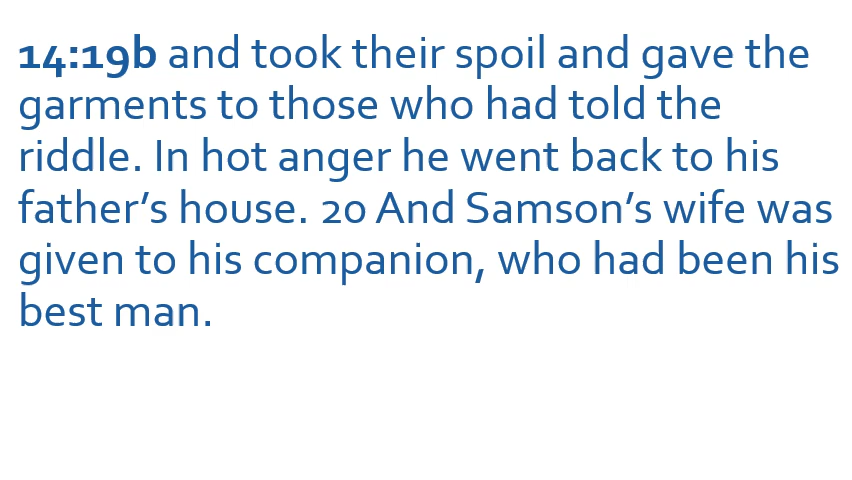 14:19b and took their spoil and gave the
garments to those who had told the
riddle. In hot anger he went back to his
father’s house. 20 And Samson’s wife was
given to his companion, who had been his
best man.